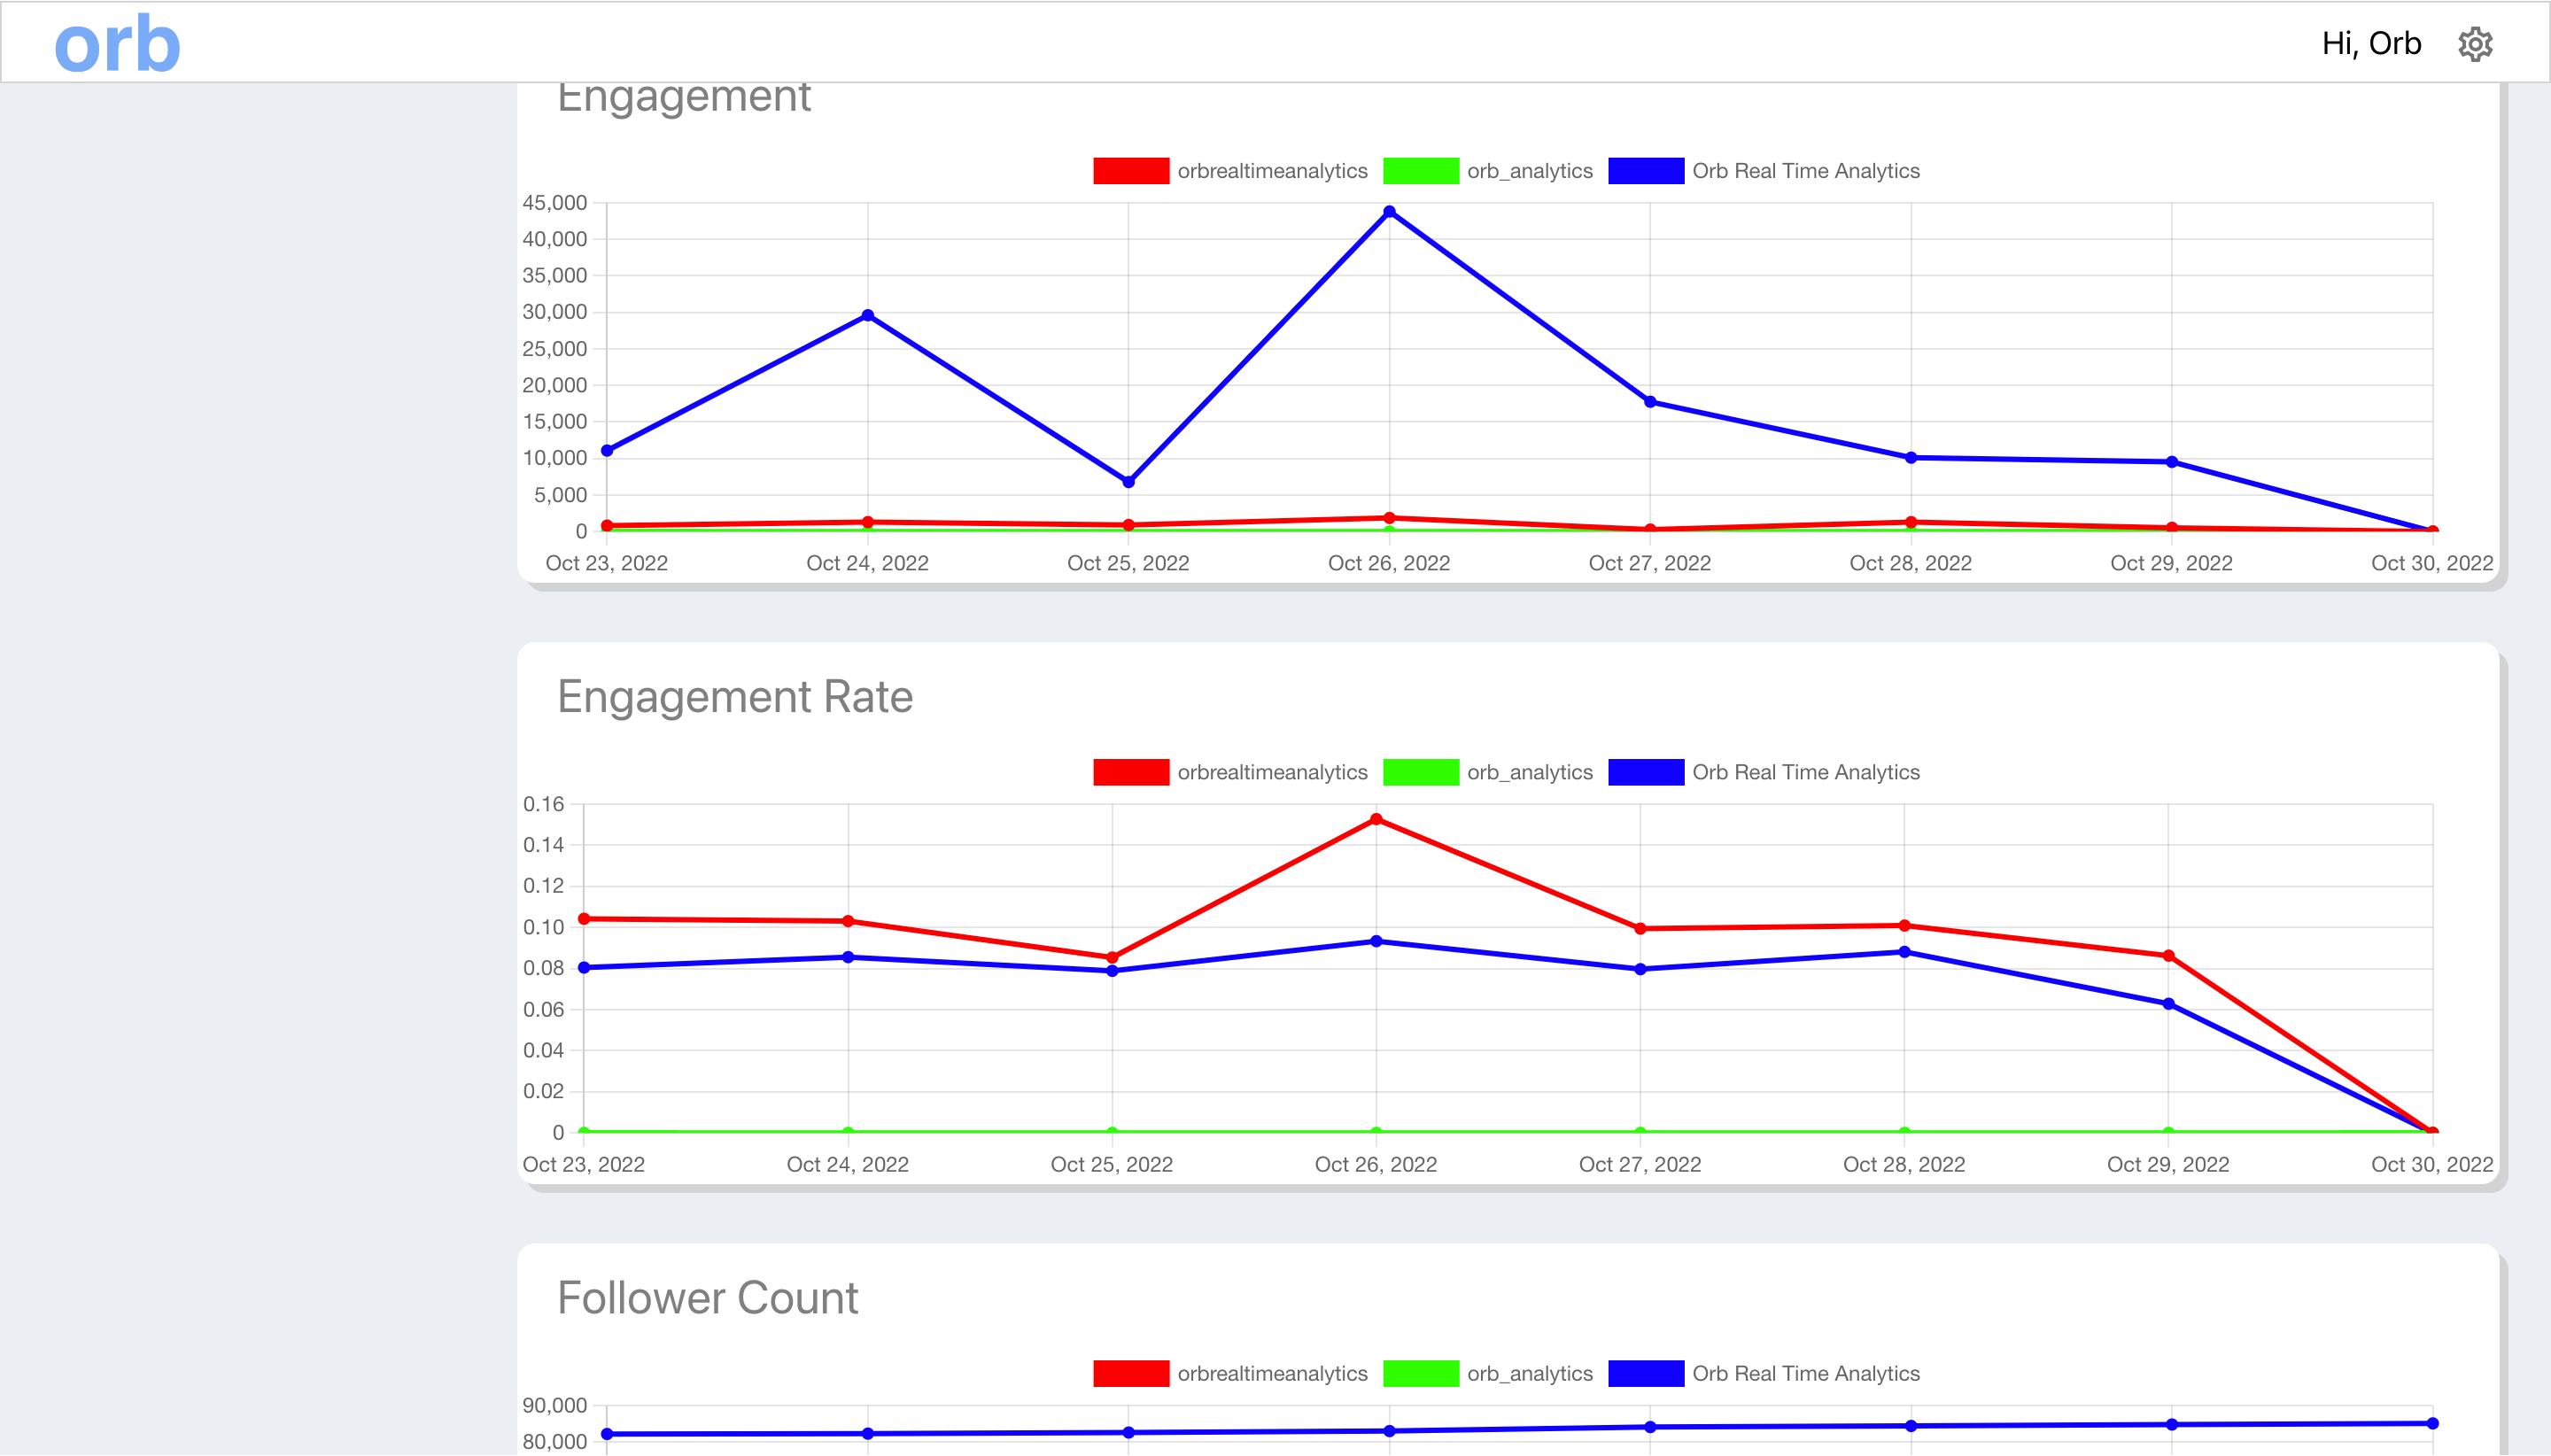 orb
Hi, Orb
Engagement
orbrealtimeanalytics orb_analytics Orb Real Time Analytics
45,000
40,000
35,000
30,000
25,000
20,000
15,000
10,000
5,000
0
Oct 23, 2022 Oct 24, 2022 Oct 25, 2022 Oct 26, 2022 Oct 27, 2022 Oct 28, 2022 Oct 29, 2022 Oct 30, 2022
Engagement Rate
orbrealtimeanalytics orb_analytics Orb Real Time Analytics
0.16
0.14
0.12
0.10
0.08
0.06
0.04
0.02
0
Oct 23, 2022 Oct 24, 2022 Oct 25, 2022 Oct 26, 2022 Oct 27, 2022 Oct 28, 2022 Oct 29, 2022 Oct 30, 2022
Follower Count
orbrealtimeanalytics orb_analytics Orb Real Time Analytics
90,000
80,000